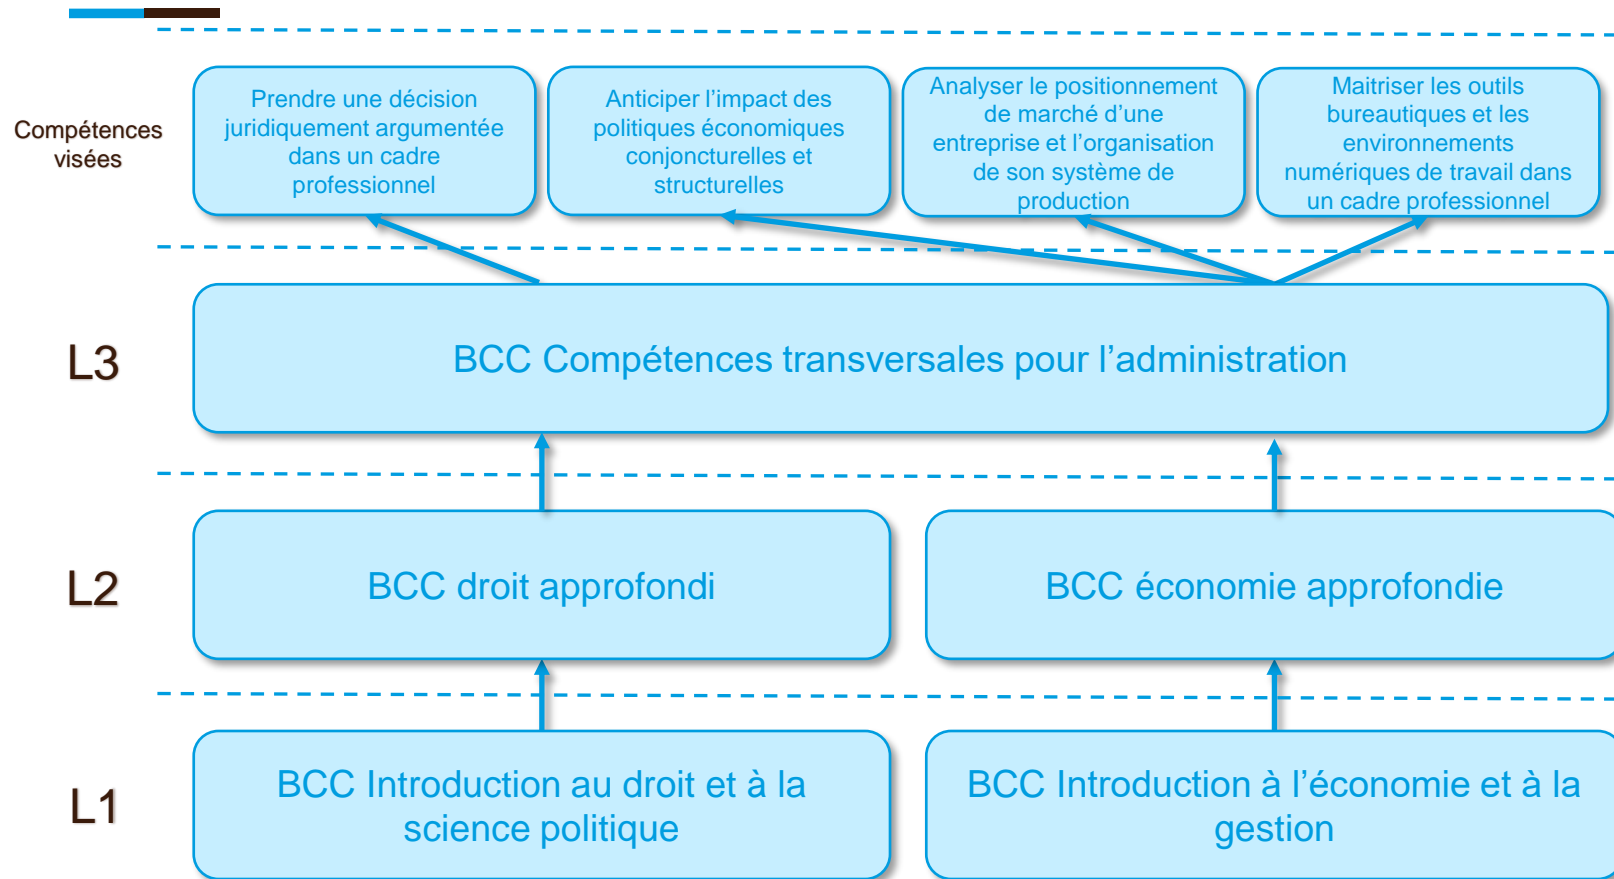 Compétences
visées
Prendre une décision
juridiquement argumentée
dans un cadre
professionnel
Anticiper l’impact des
politiques économiques
conjoncturelles et
structurelles
Analyser le positionnement
de marché d’une
entreprise et l’organisation
de son système de
production
Maitriser les outils
bureautiques et les
environnements
numériques de travail dans
un cadre professionnel
L3
BCC Compétences transversales pour l’administration
L2
BCC droit approfondi
BCC économie approfondie
L1
BCC Introduction au droit et à la
science politique
BCC Introduction à l’économie et à la
gestion